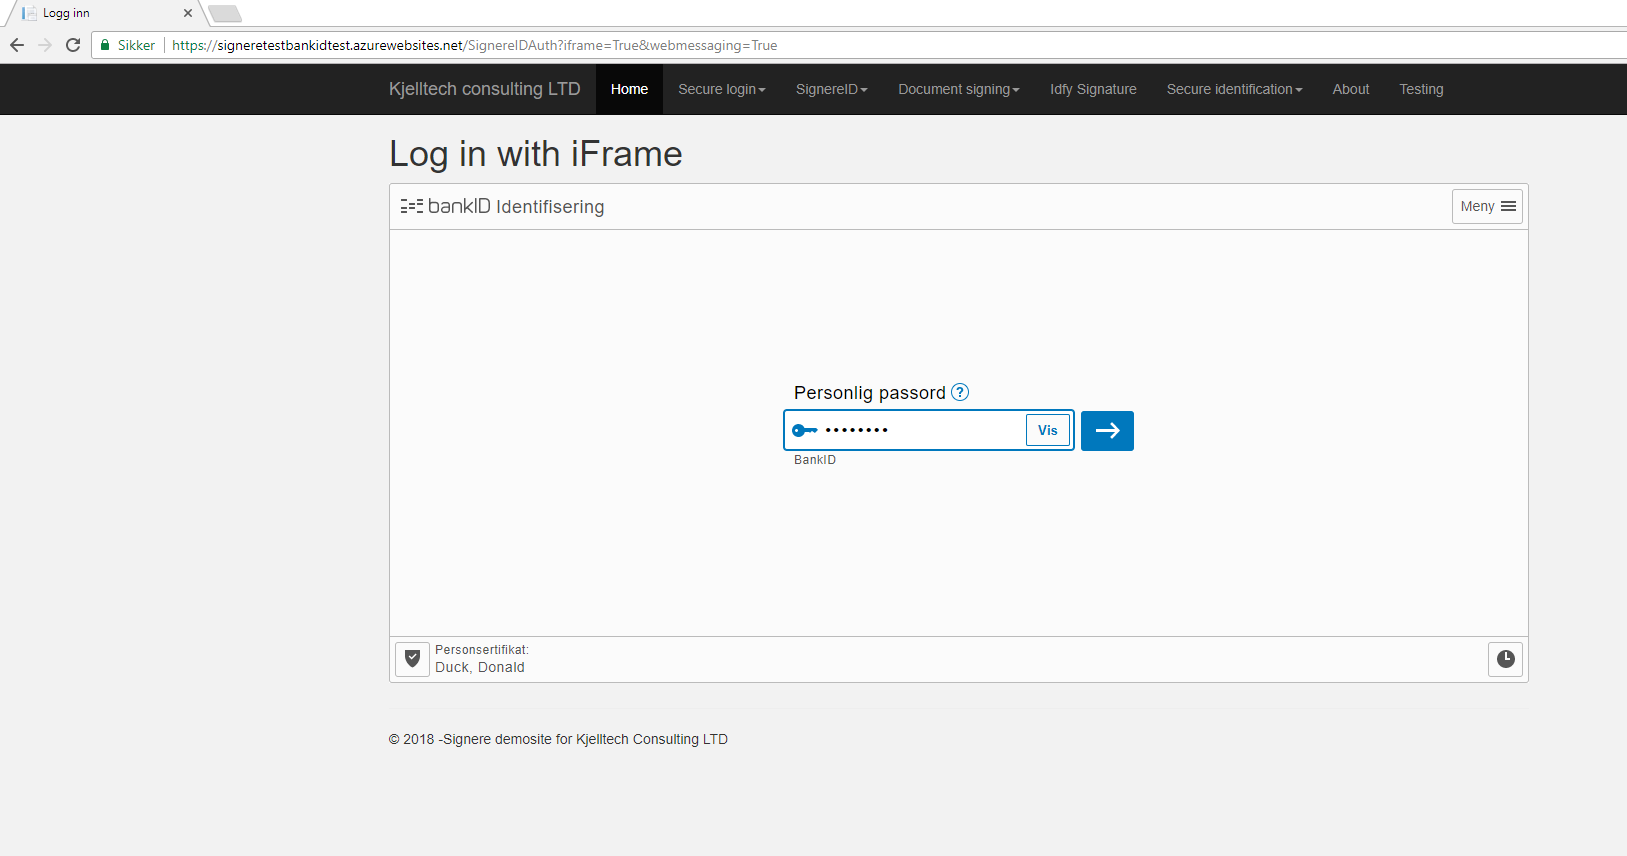 Logg inn
Sikker https://signeretestbankidtest.azurewebsites.net/SignereIDAuth?iframe=True&webmessaging=True
Kjelltech consulting LTD Home Secure login SignereID Document signing Idfy Signature Secure identification About Testing
Log in with iFrame
bankID Identifisering Meny
Personlig passord ?
•••••••• Vis
BankID
Personsertifikat:
Duck, Donald
© 2018 -Signere demosite for Kjelltech Consulting LTD